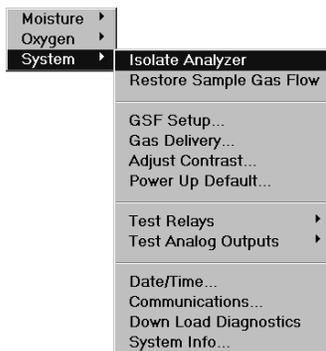 Moisture
Oxygen
System
Isolate Analyzer
Restore Sample Gas Flow
GSF Setup...
Gas Delivery...
Adjust Contrast...
Power Up Default...
Test Relays
Test Analog Outputs
Date/Time...
Communications...
Down Load Diagnostics
System Info...